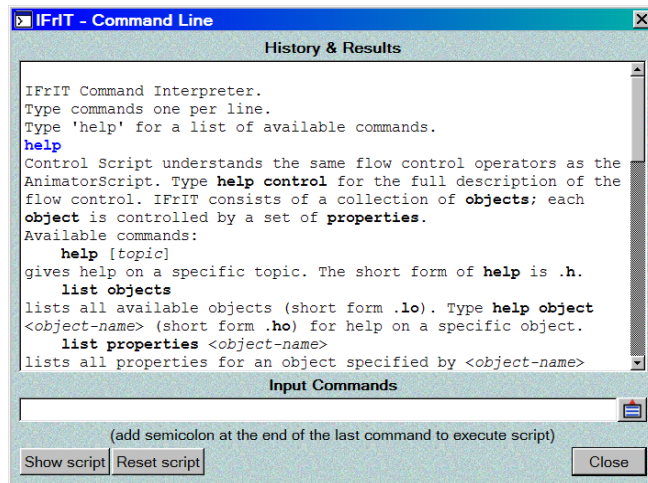 IFrIT - Command Line
History & Results
IFrIT Command Interpreter.
Type commands one per line.
Type 'help' for a list of available commands.
help
Control Script understands the same flow control operators as the
AnimatorScript. Type help control for the full description of the
flow control. IFrIT consists of a collection of objects; each
object is controlled by a set of properties.
Available commands:
help [topic]
gives help on a specific topic. The short form of help is .h.
list objects
lists all available objects (short form .lo). Type help object
<object-name> (short form .ho) for help on a specific object.
list properties <object-name>
lists all properties for an object specified by <object-name>
Input Commands
(add semicolon at the end of the last command to execute script)
Show script Reset script Close